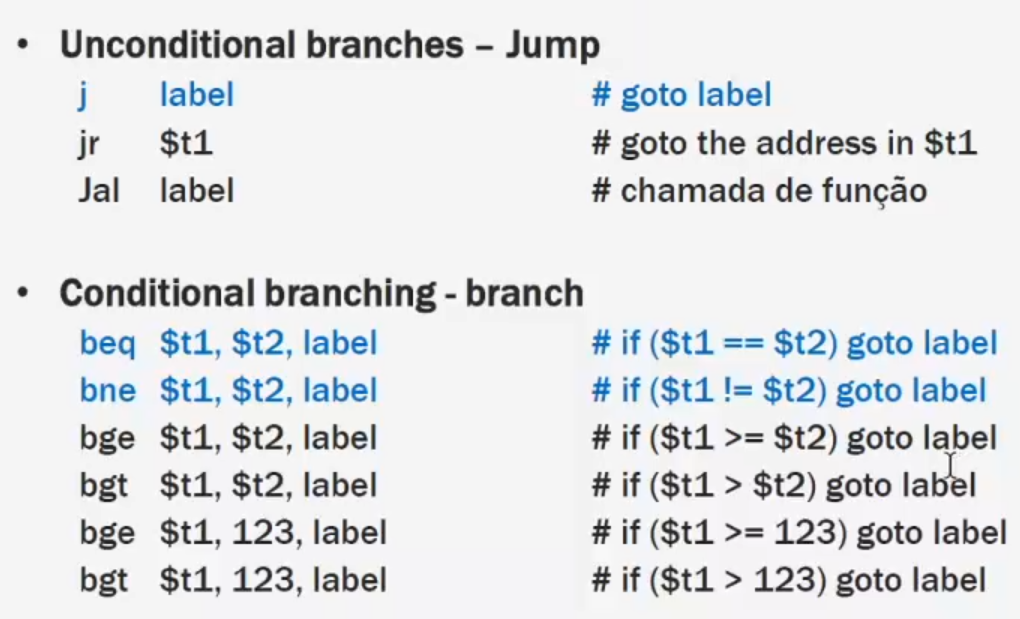 • Unconditional branches – Jump
j label # goto label
jr $t1 # goto the address in $t1
Jal label # chamada de função
• Conditional branching - branch
beq $t1, $t2, label # if ($t1 == $t2) goto label
bne $t1, $t2, label # if ($t1 != $t2) goto label
bge $t1, $t2, label # if ($t1 >= $t2) goto label
bgt $t1, $t2, label # if ($t1 > $t2) goto label
bge $t1, 123, label # if ($t1 >= 123) goto label
bgt $t1, 123, label # if ($t1 > 123) goto label